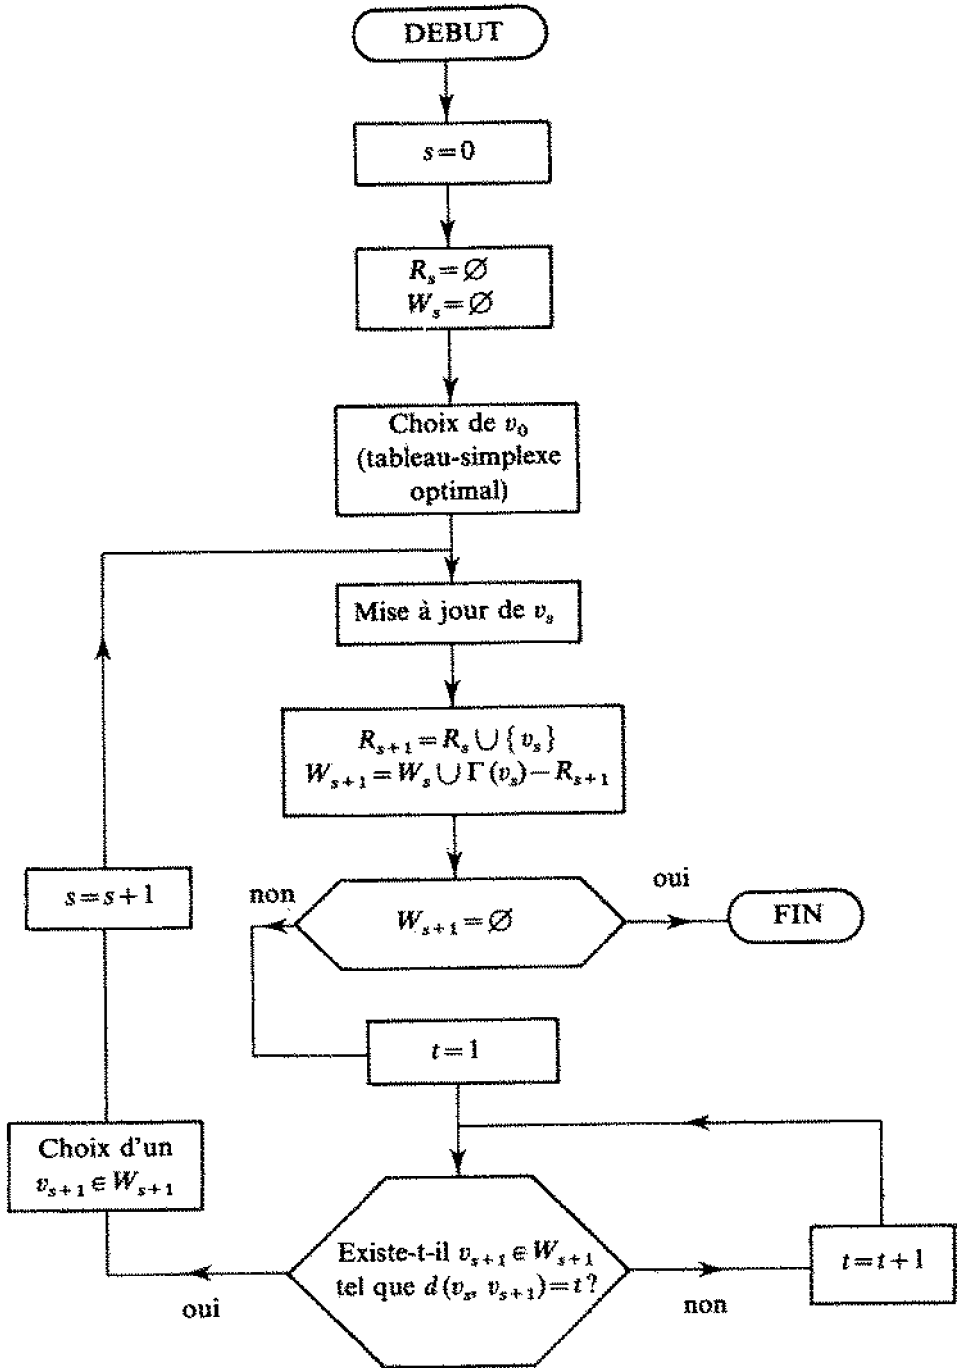 DEBUT
s=0
R_s=∅
W_s=∅
Choix de v_0
(tableau-simplexe
optimal)
Mise à jour de v_s
R_{s+1}=R_s ∪ {v_s}
W_{s+1}=W_s ∪ Γ(v_s)−R_{s+1}
s=s+1
non
W_{s+1}=∅
oui
FIN
t=1
Choix d'un
v_{s+1}∈W_{s+1}
Existe-t-il v_{s+1}∈W_{s+1}
tel que d(v_s, v_{s+1})=t?
oui
non
t=t+1